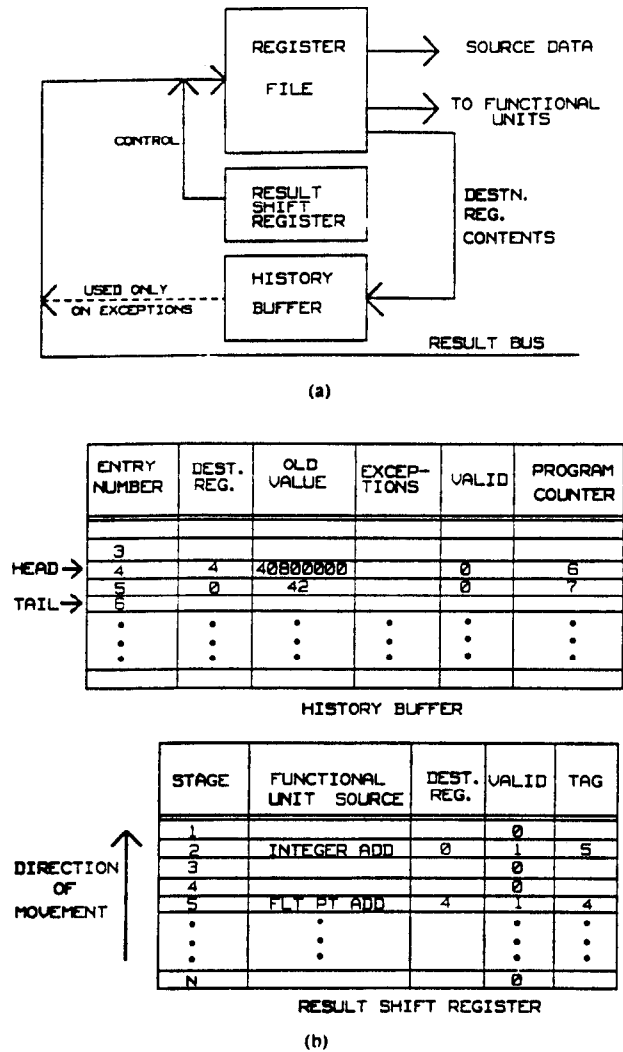 REGISTER
FILE
SOURCE DATA
TO FUNCTIONAL
UNITS
CONTROL
RESULT
SHIFT
REGISTER
DESTN.
REG.
CONTENTS
HISTORY
BUFFER
USED ONLY
ON EXCEPTIONS
RESULT BUS
(a)
ENTRY NUMBER DEST. REG. OLD VALUE EXCEP-TIONS VALID PROGRAM COUNTER
3
HEAD → 4 4 40800000 0 6
5 0 42 0 7
TAIL → 6
HISTORY BUFFER
STAGE FUNCTIONAL UNIT SOURCE DEST. REG. VALID TAG
1 0
2 INTEGER ADD 0 1 5
3 0
4 0
5 FLT PT ADD 4 1 4
N 0
DIRECTION
OF
MOVEMENT
RESULT SHIFT REGISTER
(b)